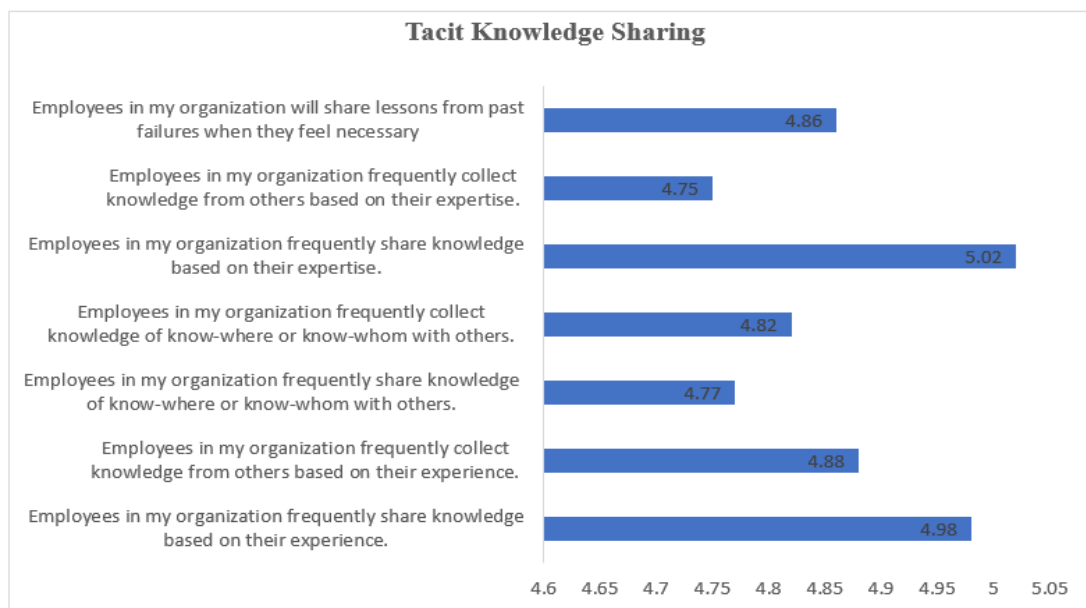 Tacit Knowledge Sharing
Employees in my organization will share lessons from past
failures when they feel necessary
4.86
Employees in my organization frequently collect
knowledge from others based on their expertise.
4.75
Employees in my organization frequently share knowledge
based on their expertise.
5.02
Employees in my organization frequently collect
knowledge of know-where or know-whom with others.
4.82
Employees in my organization frequently share knowledge
of know-where or know-whom with others.
4.77
Employees in my organization frequently collect
knowledge from others based on their experience.
4.88
Employees in my organization frequently share knowledge
based on their experience.
4.98
4.6 4.65 4.7 4.75 4.8 4.85 4.9 4.95 5 5.05